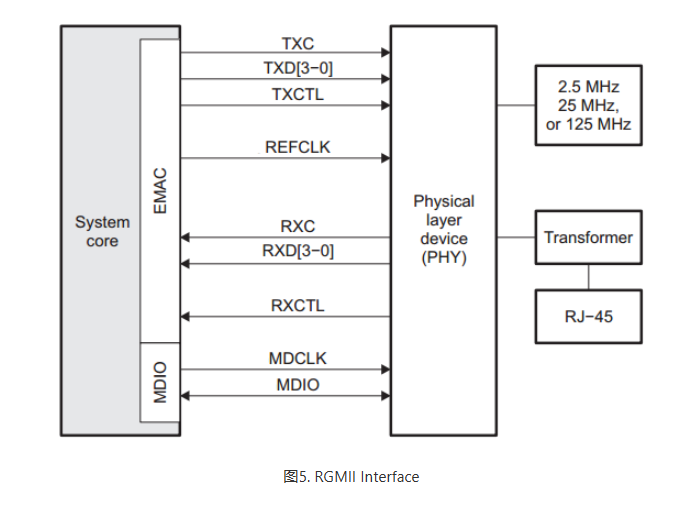 TXC
TXD[3−0]
TXCTL
REFCLK
RXC
RXD[3−0]
RXCTL
MDCLK
MDIO
System
core
EMAC
MDIO
Physical
layer
device
(PHY)
2.5 MHz
25 MHz,
or 125 MHz
Transformer
RJ−45
图5. RGMII Interface